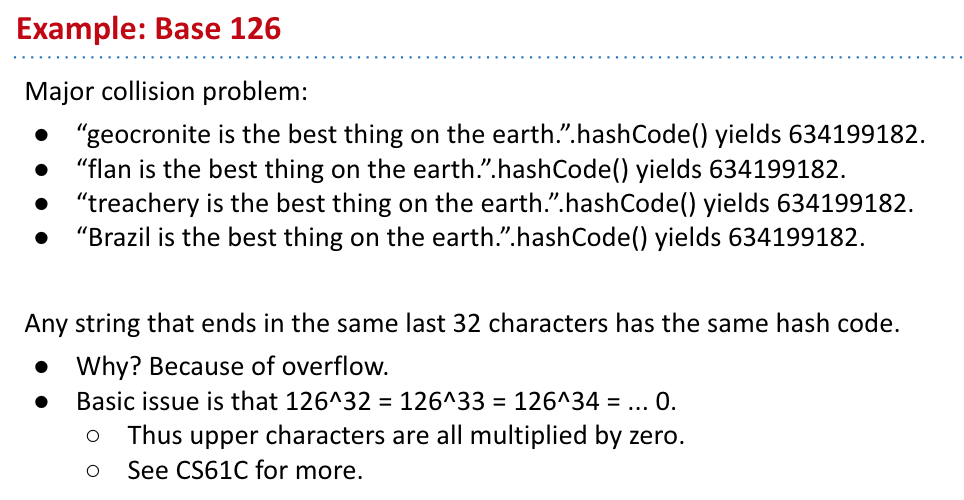 Example: Base 126
Major collision problem:
● “geocronite is the best thing on the earth.”.hashCode() yields 634199182.
● “flan is the best thing on the earth.”.hashCode() yields 634199182.
● “treachery is the best thing on the earth.”.hashCode() yields 634199182.
● “Brazil is the best thing on the earth.”.hashCode() yields 634199182.
Any string that ends in the same last 32 characters has the same hash code.
● Why? Because of overflow.
● Basic issue is that 126^32 = 126^33 = 126^34 = ... 0.
○ Thus upper characters are all multiplied by zero.
○ See CS61C for more.